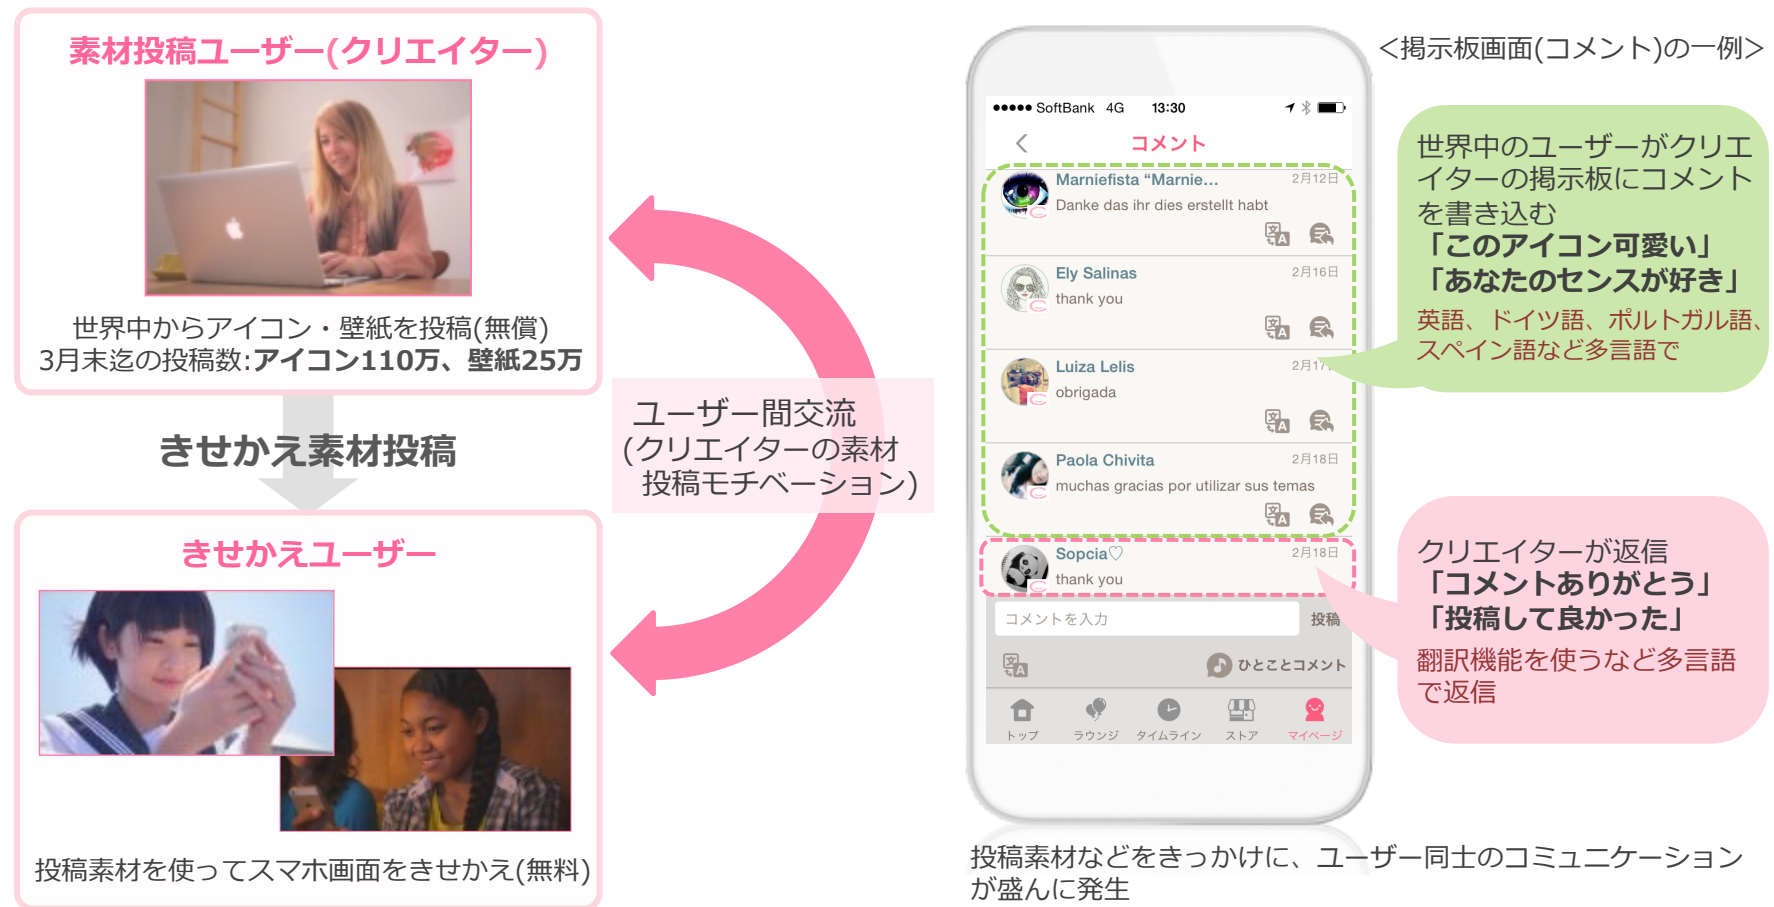 素材投稿ユーザー(クリエイター)
世界中からアイコン・壁紙を投稿(無償)
3月末迄の投稿数:アイコン110万、壁紙25万
きせかえ素材投稿
きせかえユーザー
投稿素材を使ってスマホ画面をきせかえ(無料)
ユーザー間交流
(クリエイターの素材
投稿モチベーション)
<掲示板画面(コメント)の一例>
●●●●● SoftBank 4G 13:30
コメント
Marniefista “Marnie... 2月12日
Danke das ihr dies erstellt habt
Ely Salinas 2月16日
thank you
Luiza Lelis 2月17日
obrigada
Paola Chivita 2月18日
muchas gracias por utilizar sus temas
Sopcia♡ 2月18日
thank you
コメントを入力 投稿
ひとことコメント
トップ ラウンジ タイムライン ストア マイページ
世界中のユーザーがクリエ
イターの掲示板にコメント
を書き込む
「このアイコン可愛い」
「あなたのセンスが好き」
英語、ドイツ語、ポルトガル語、
スペイン語など多言語で
クリエイターが返信
「コメントありがとう」
「投稿して良かった」
翻訳機能を使うなど多言語
で返信
投稿素材などをきっかけに、ユーザー同士のコミュニケーション
が盛んに発生